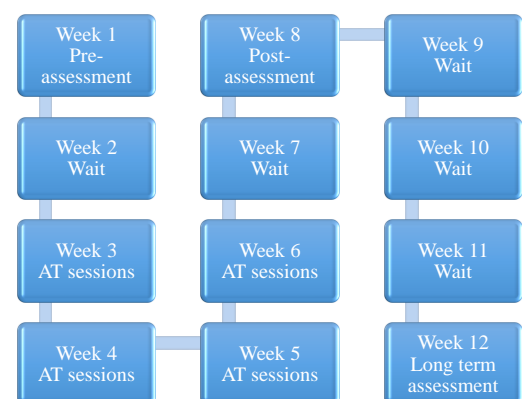 Week 1
Pre-
assessment
Week 2
Wait
Week 3
AT sessions
Week 4
AT sessions
Week 5
AT sessions
Week 6
AT sessions
Week 7
Wait
Week 8
Post-
assessment
Week 9
Wait
Week 10
Wait
Week 11
Wait
Week 12
Long term
assessment